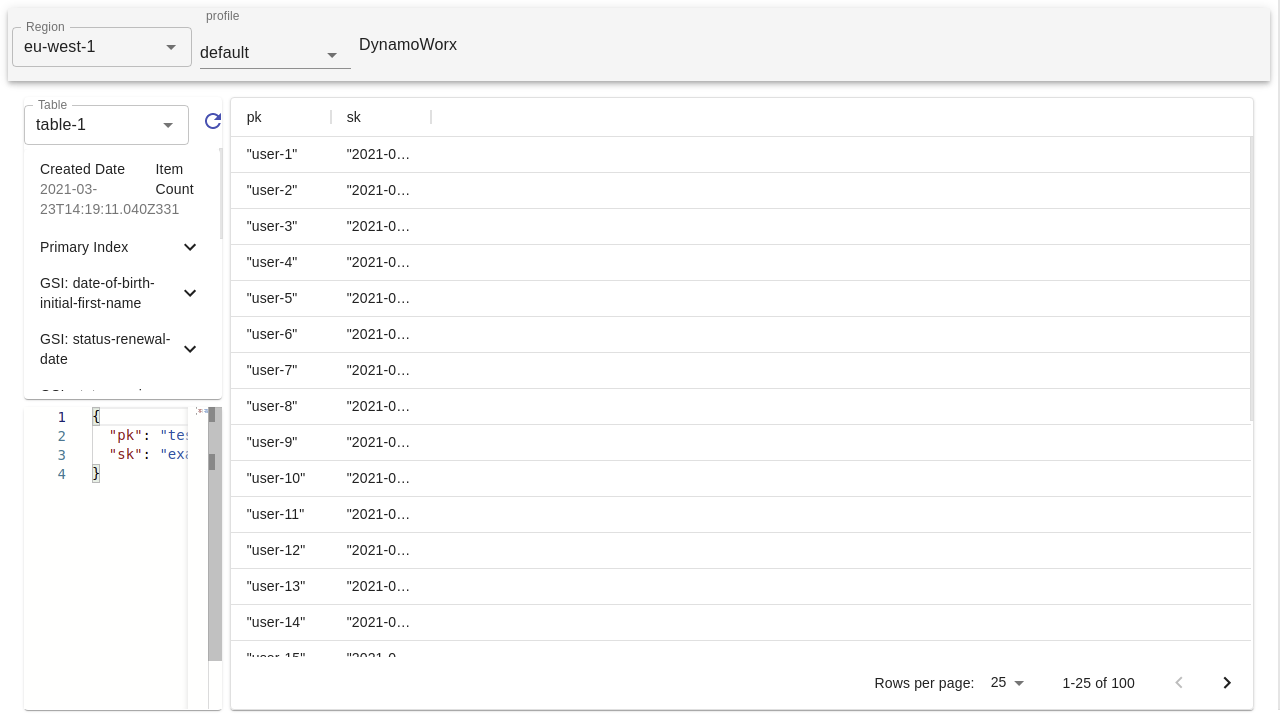 Region
eu-west-1
profile
default
DynamoWorx
Table
table-1
Created Date
2021-03-
23T14:19:11.040Z
Item
Count
331
Primary Index
GSI: date-of-birth-
initial-first-name
GSI: status-renewal-
date
1 {
2 "pk": "tes
3 "sk": "exa
4 }
pk sk
"user-1" "2021-0…
"user-2" "2021-0…
"user-3" "2021-0…
"user-4" "2021-0…
"user-5" "2021-0…
"user-6" "2021-0…
"user-7" "2021-0…
"user-8" "2021-0…
"user-9" "2021-0…
"user-10" "2021-0…
"user-11" "2021-0…
"user-12" "2021-0…
"user-13" "2021-0…
"user-14" "2021-0…
"user-15" "2021-0
Rows per page: 25 1-25 of 100